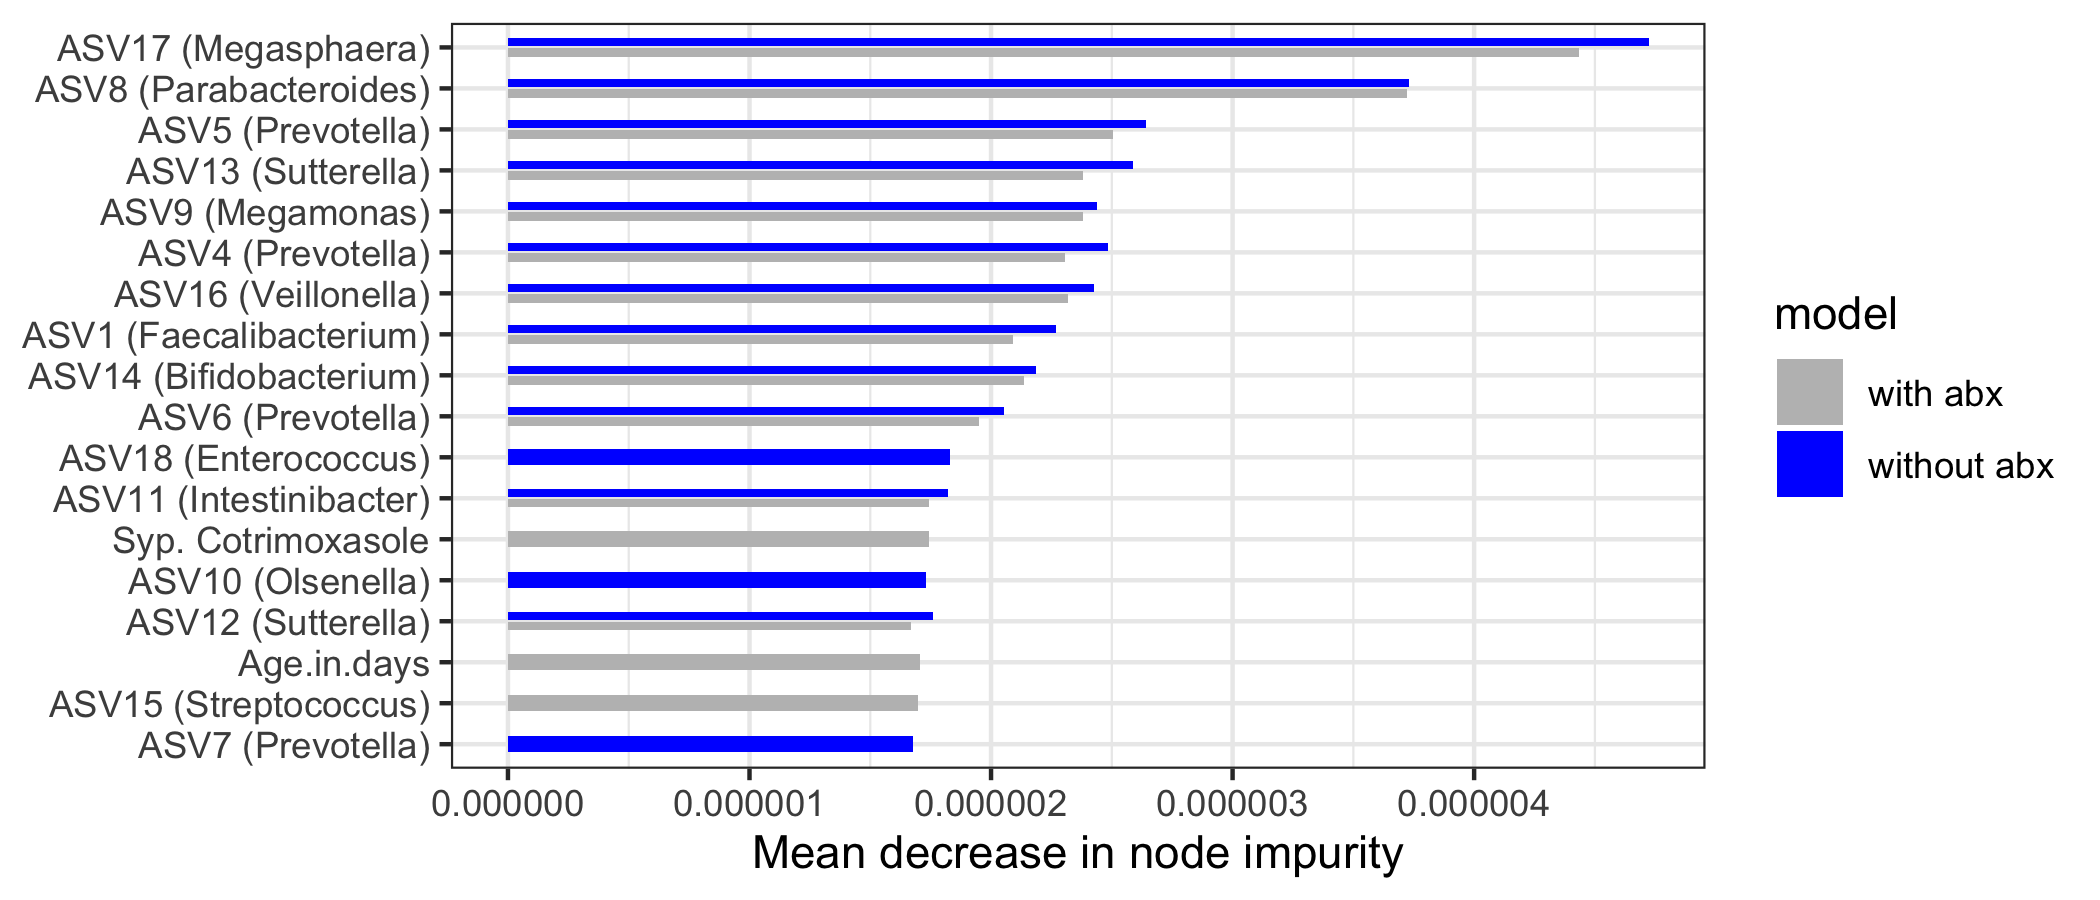 ASV17 (Megasphaera)
ASV8 (Parabacteroides)
ASV5 (Prevotella)
ASV13 (Sutterella)
ASV9 (Megamonas)
ASV4 (Prevotella)
ASV16 (Veillonella)
ASV1 (Faecalibacterium)
ASV14 (Bifidobacterium)
ASV6 (Prevotella)
ASV18 (Enterococcus)
ASV11 (Intestinibacter)
Syp. Cotrimoxasole
ASV10 (Olsenella)
ASV12 (Sutterella)
Age.in.days
ASV15 (Streptococcus)
ASV7 (Prevotella)
0.000000 0.000001 0.000002 0.000003 0.000004
Mean decrease in node impurity
model
with abx
without abx